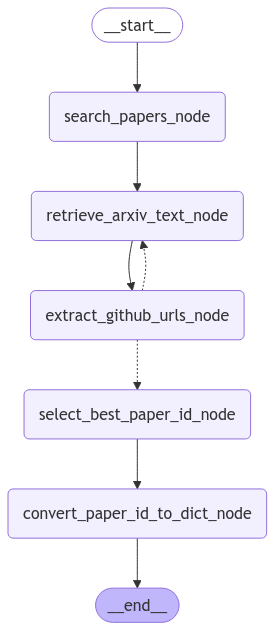 __start__
search_papers_node
retrieve_arxiv_text_node
extract_github_urls_node
select_best_paper_id_node
convert_paper_id_to_dict_node
__end__